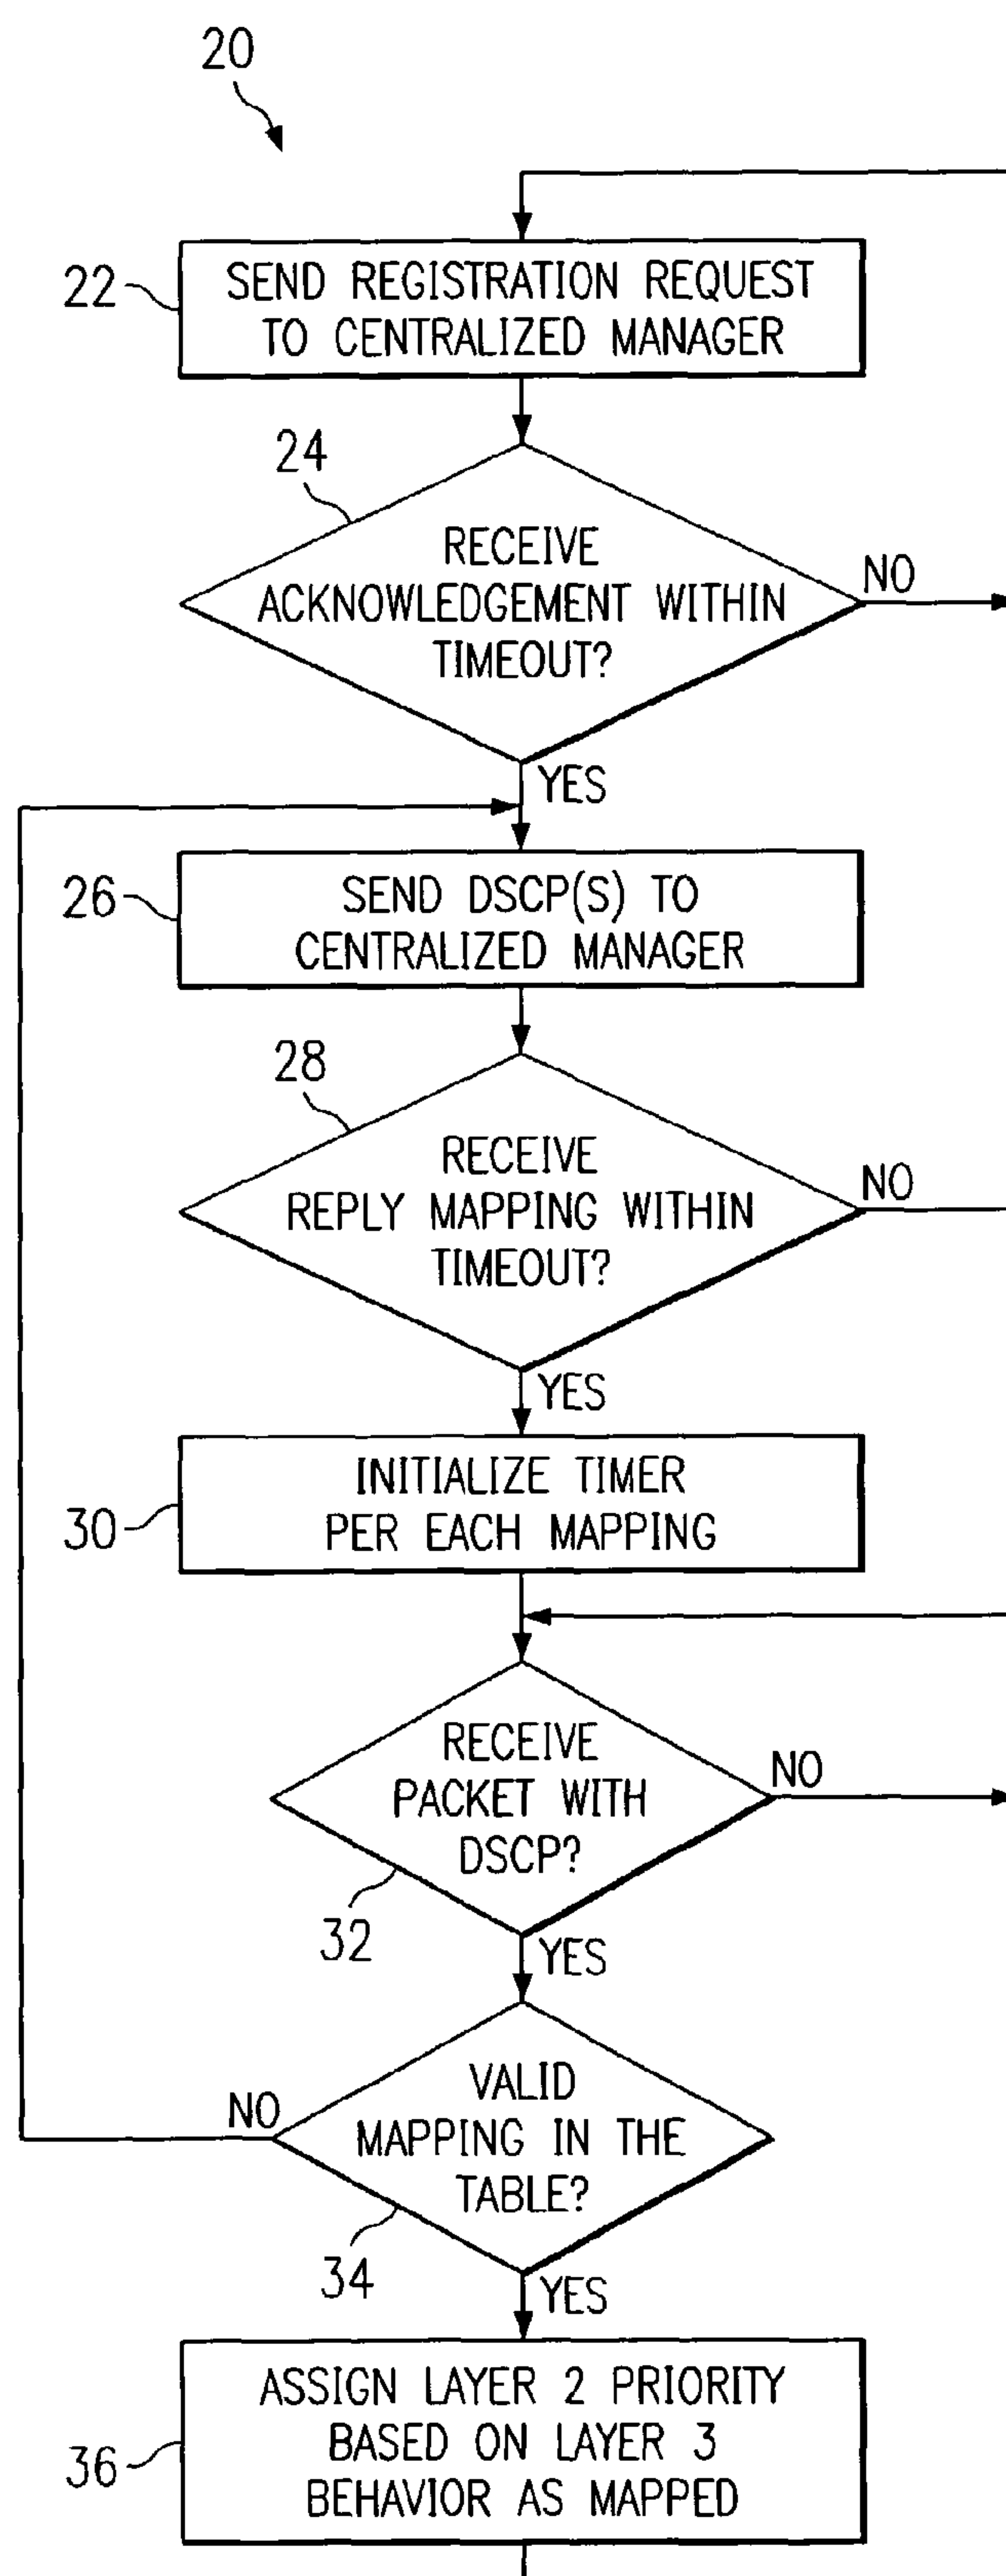 20
22
SEND REGISTRATION REQUEST
TO CENTRALIZED MANAGER
24
RECEIVE
ACKNOWLEDGEMENT WITHIN
TIMEOUT?
NO
YES
26
SEND DSCP(S) TO
CENTRALIZED MANAGER
28
RECEIVE
REPLY MAPPING WITHIN
TIMEOUT?
NO
YES
30
INITIALIZE TIMER
PER EACH MAPPING
RECEIVE
PACKET WITH
DSCP?
NO
32
YES
VALID
MAPPING IN THE
TABLE?
NO
34
YES
36
ASSIGN LAYER 2 PRIORITY
BASED ON LAYER 3
BEHAVIOR AS MAPPED